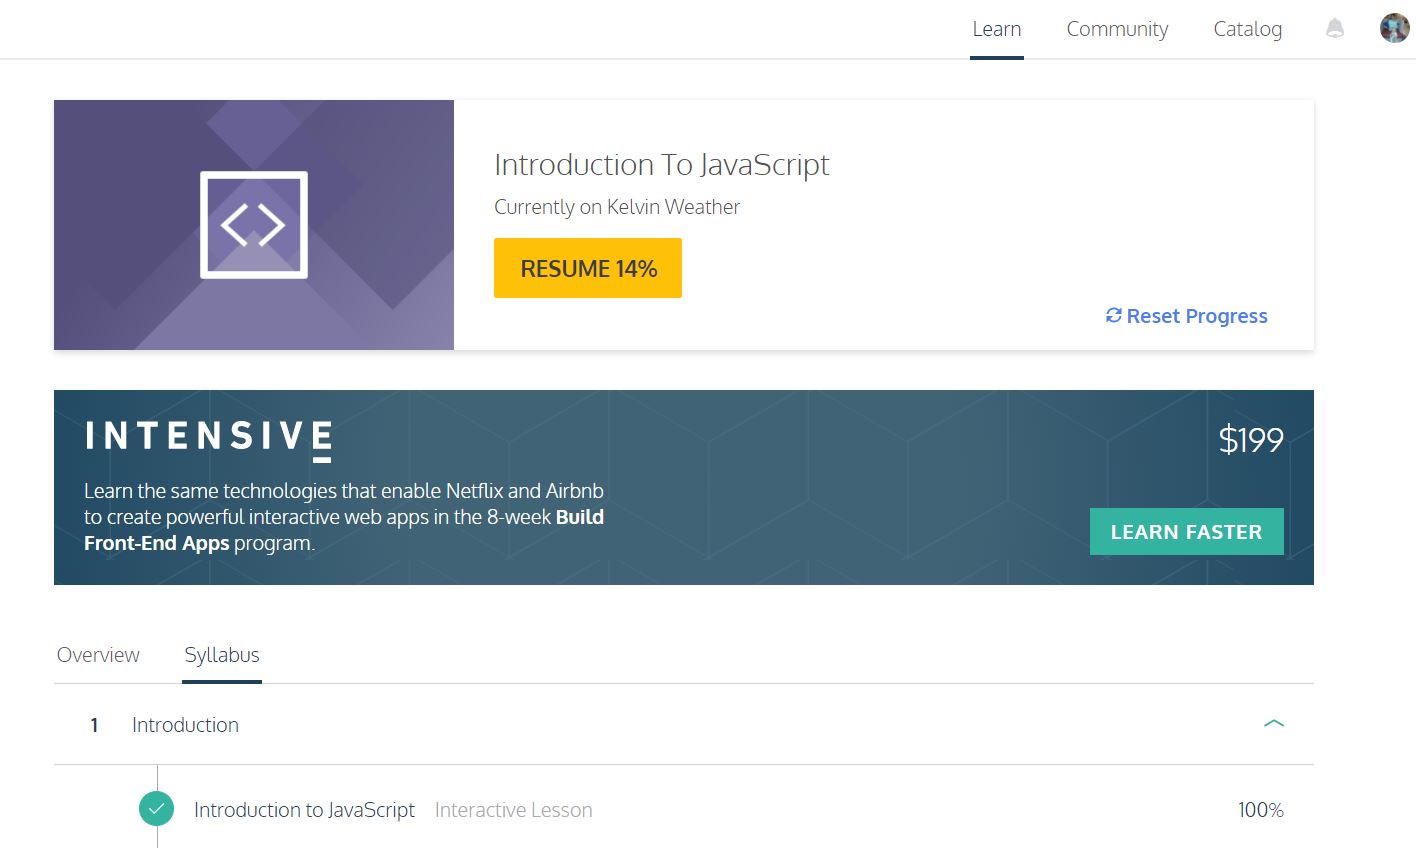 Learn Community Catalog
Introduction To JavaScript
Currently on Kelvin Weather
RESUME 14%
Reset Progress
INTENSIVE
$199
Learn the same technologies that enable Netflix and Airbnb
to create powerful interactive web apps in the 8-week Build
Front-End Apps program.
LEARN FASTER
Overview Syllabus
1 Introduction
Introduction to JavaScript Interactive Lesson 100%